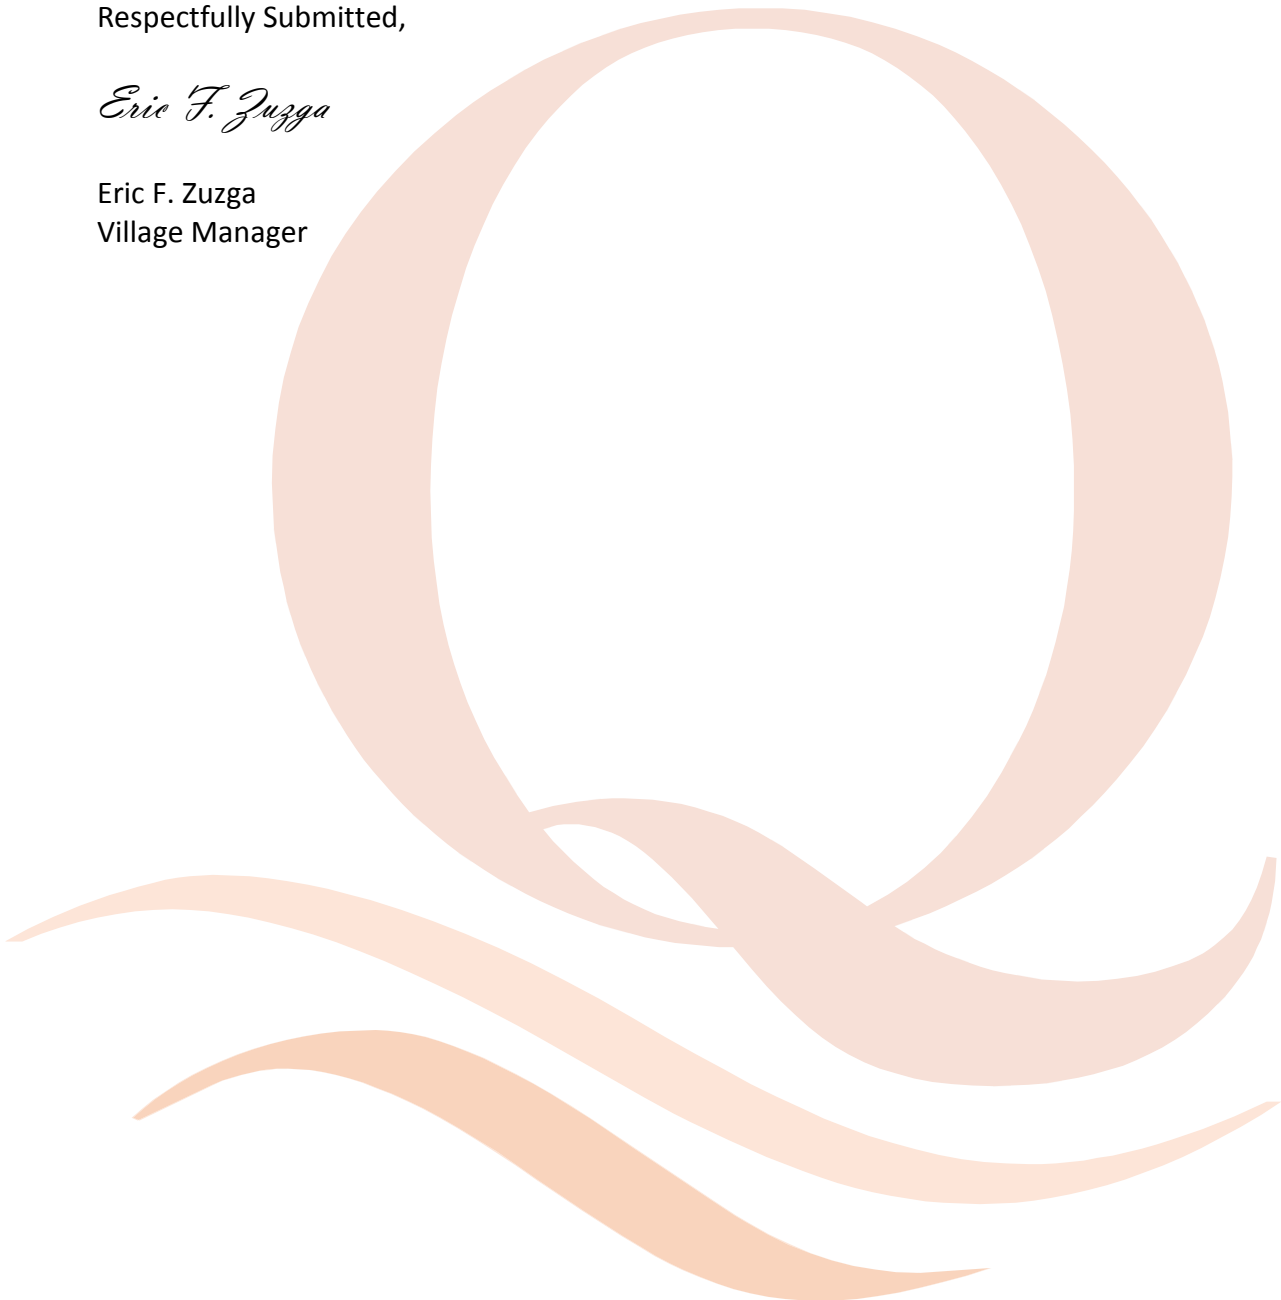 Respectfully Submitted,
Eric F. Zuzga
Eric F. Zuzga
Village Manager
Q